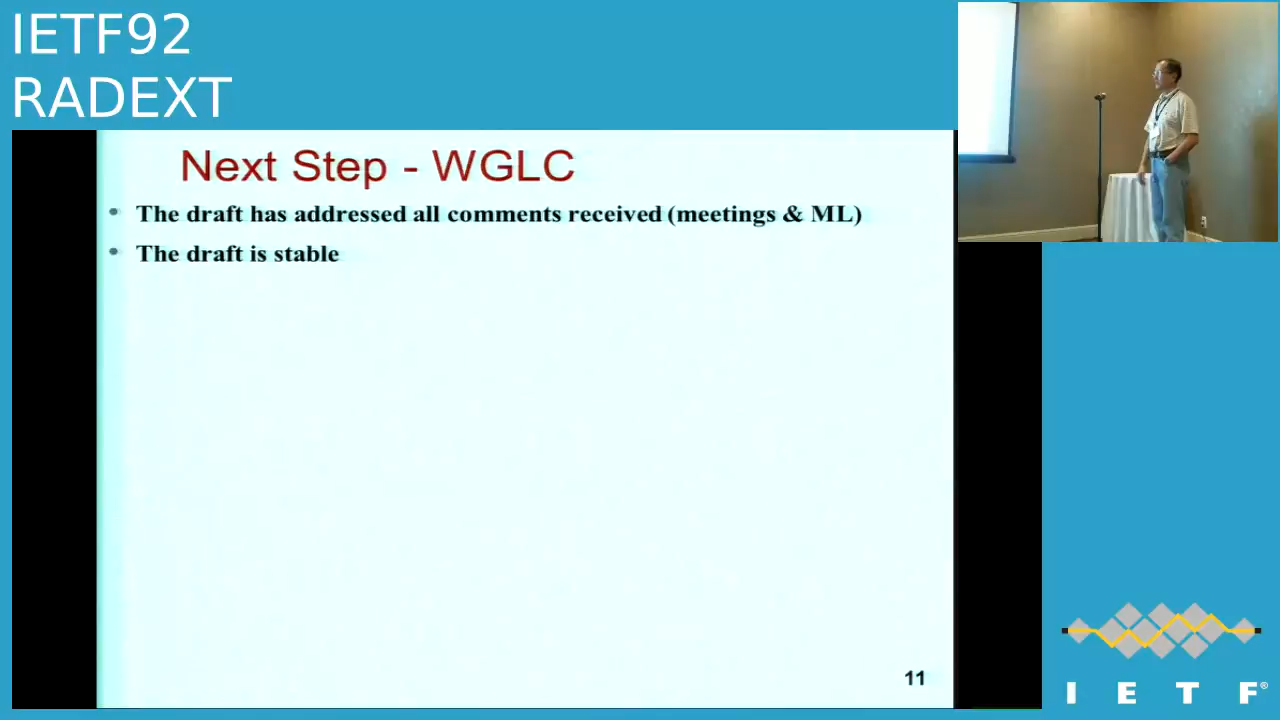 IETF92
RADEXT
Next Step - WGLC
• The draft has addressed all comments received (meetings & ML)
• The draft is stable
11
I E T F®